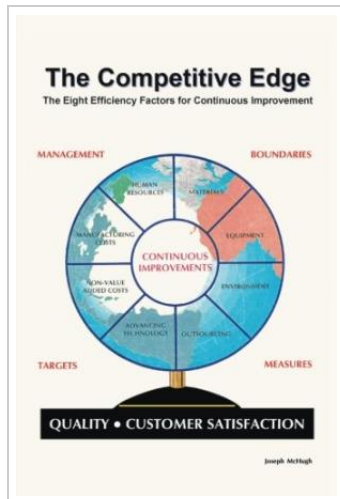 The Competitive Edge
The Eight Efficiency Factors for Continuous Improvement
MANAGEMENT
BOUNDARIES
HUMAN
RESOURCES
MATERIALS
MANUFACTURING
COSTS
EQUIPMENT
CONTINUOUS
IMPROVEMENTS
NON-VALUE
ADDED COSTS
ENVIRONMENT
ADVANCING
TECHNOLOGY
OUTSOURCING
TARGETS
MEASURES
QUALITY • CUSTOMER SATISFACTION
Joseph McHugh